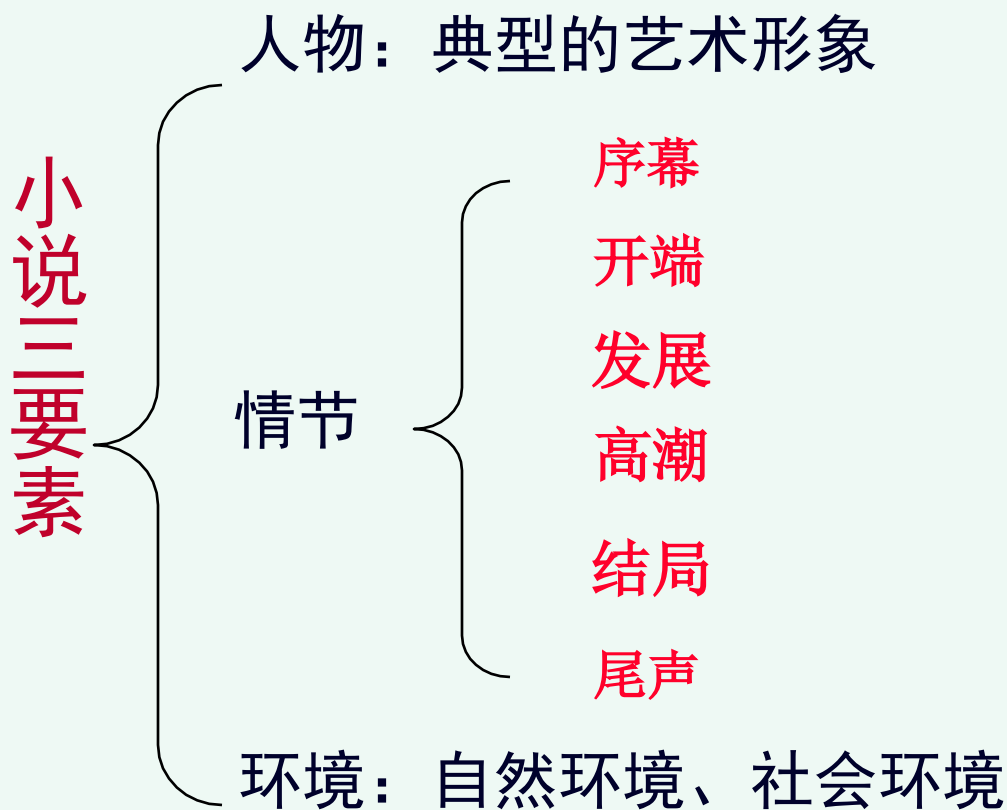 小说三要素
人物：典型的艺术形象
情节
序幕
开端
发展
高潮
结局
尾声
环境：自然环境、社会环境